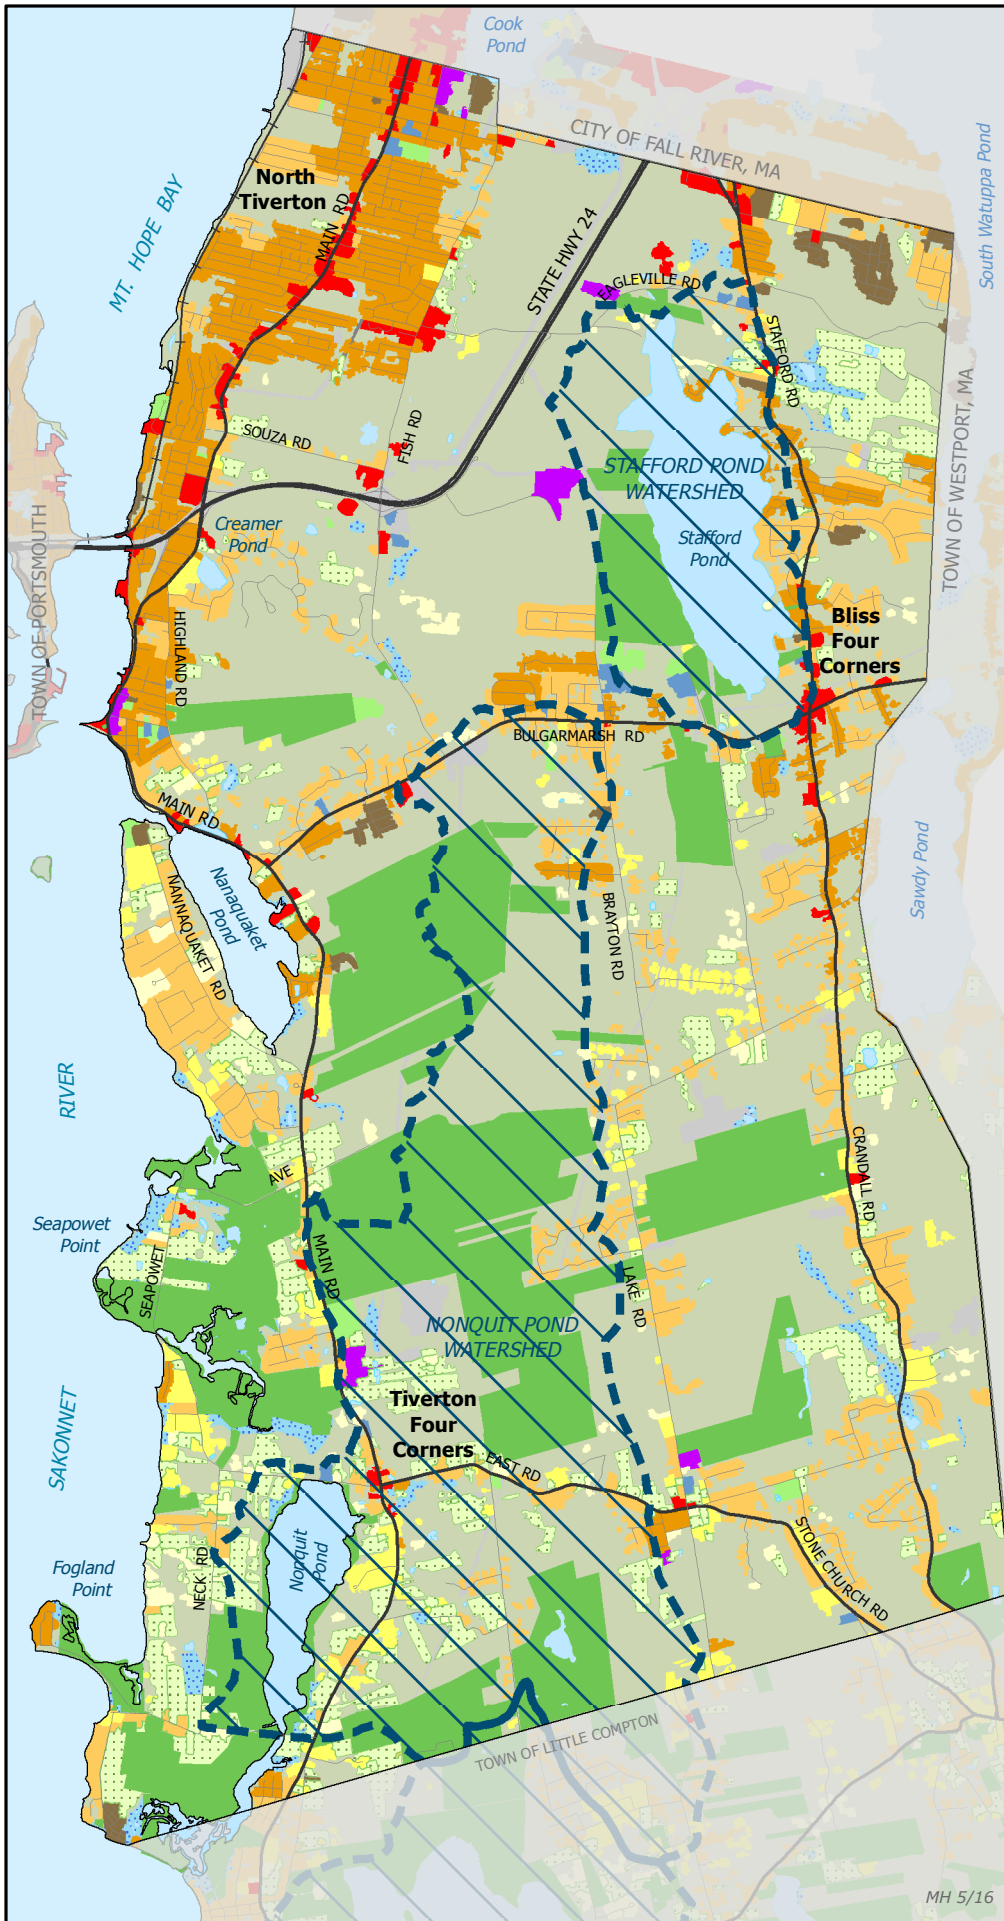 Cook
Pond
CITY OF FALL RIVER, MA
South Watuppa Pond
North
Tiverton
MAIN RD
MT. HOPE BAY
STATE HWY 24
EAGLEVILLE RD
STAFFORD RD
TOWN OF WESTPORT, MA
SOUZA RD
FISH RD
STAFFORD POND
WATERSHED
Stafford
Pond
Creamer
Pond
TOWN OF PORTSMOUTH
HIGHLAND RD
Bliss
Four
Corners
BULGARMARSH RD
MAIN RD
Nanaquaket
Pond
NANNAQUAKET RD
BRAYTON RD
Sawdy Pond
RIVER
CRANDALL RD
AVE
Seapowet
Point
SEAPOWET
MAIN RD
LAKE RD
NONQUIT POND
WATERSHED
Tiverton
Four
Corners
EAST RD
SAKONNET
STONE CHURCH RD
Nonquit
Pond
NECK RD
Fogland
Point
TOWN OF LITTLE COMPTON
MH 5/16